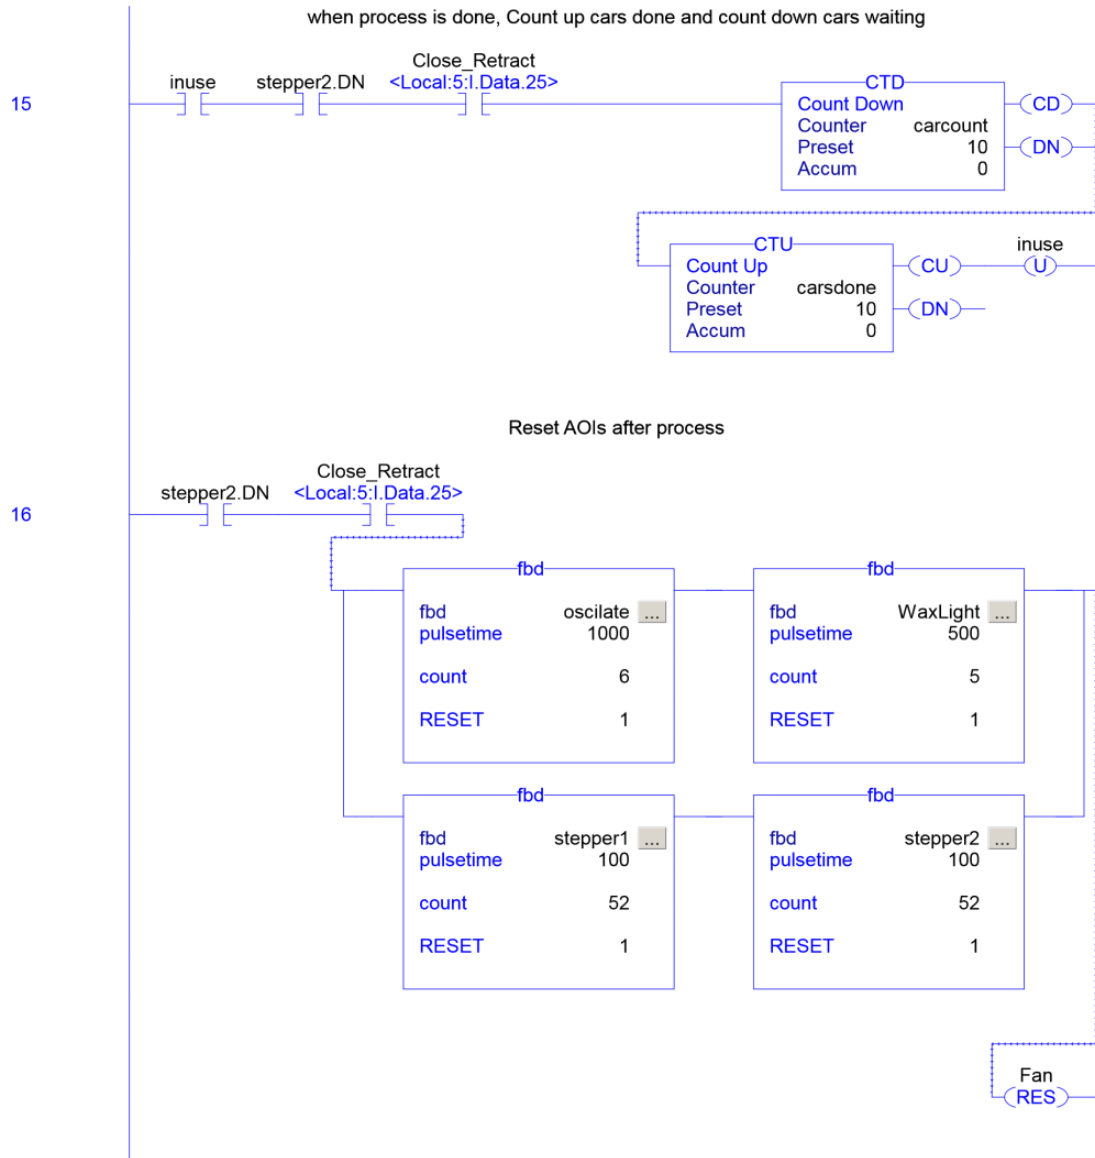 when process is done, Count up cars done and count down cars waiting
15
inuse
stepper2.DN
Close_Retract
<Local:5:I.Data.25>
CTD
Count Down
Counter carcount
Preset 10
Accum 0
CD
DN
CTU
Count Up
Counter carsdone
Preset 10
Accum 0
CU
DN
inuse
U
Reset AOIs after process
16
stepper2.DN
Close_Retract
<Local:5:I.Data.25>
fbd
fbd oscilate ...
pulsetime 1000
count 6
RESET 1
fbd
fbd WaxLight ...
pulsetime 500
count 5
RESET 1
fbd
fbd stepper1 ...
pulsetime 100
count 52
RESET 1
fbd
fbd stepper2 ...
pulsetime 100
count 52
RESET 1
Fan
RES